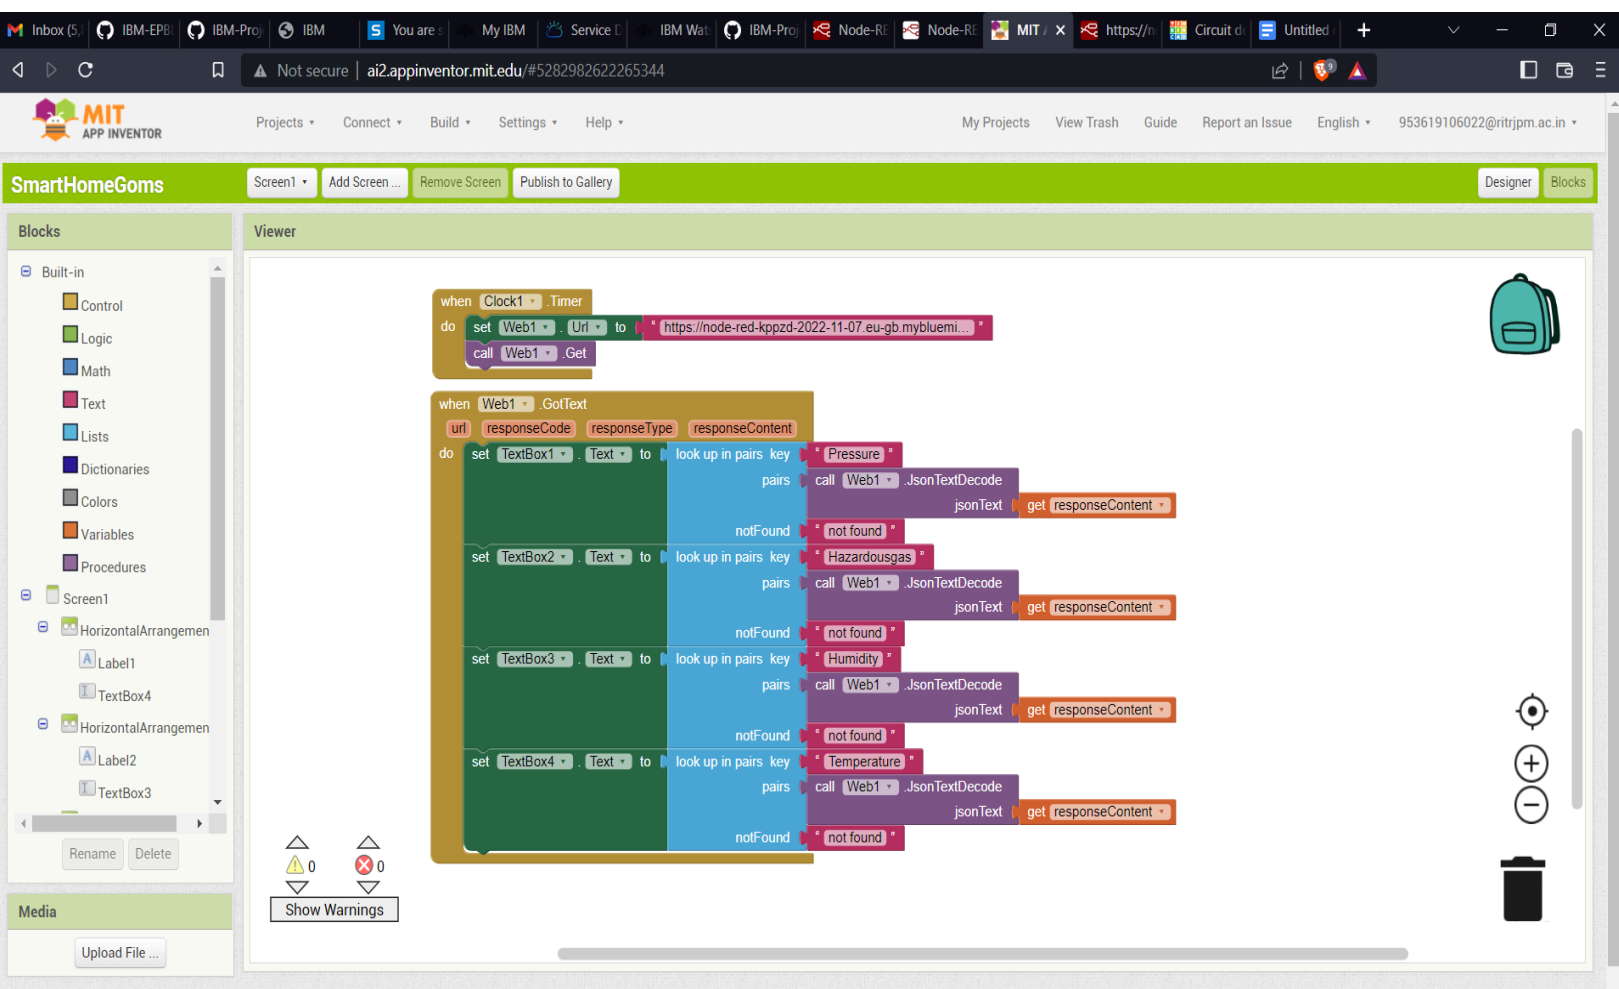 Inbox (5,
IBM-EPBL
IBM-Proj
IBM
You are s
My IBM
Service D
IBM Wats
IBM-Proj
Node-RE
Node-RE
MIT A
https://n
Circuit de
Untitled
Not secure | ai2.appinventor.mit.edu/#5282982622265344
MIT
APP INVENTOR
Projects Connect Build Settings Help My Projects View Trash Guide Report an Issue English 953619106022@ritrjpm.ac.in
SmartHomeGoms Screen1 Add Screen ... Remove Screen Publish to Gallery Designer Blocks
Blocks
Built-in
Control
Logic
Math
Text
Lists
Dictionaries
Colors
Variables
Procedures
Screen1
HorizontalArrangemen
Label1
TextBox4
HorizontalArrangemen
Label2
TextBox3
Rename Delete
Media
Upload File ...
Viewer
when Clock1 .Timer
do set Web1 . Url to " https://node-red-kppzd-2022-11-07.eu-gb.mybluemi... "
call Web1 .Get
when Web1 .GotText
url responseCode responseType responseContent
do set TextBox1 . Text to look up in pairs key " Pressure "
pairs call Web1 .JsonTextDecode
jsonText get responseContent
notFound " not found "
set TextBox2 . Text to look up in pairs key " Hazardousgas "
pairs call Web1 .JsonTextDecode
jsonText get responseContent
notFound " not found "
set TextBox3 . Text to look up in pairs key " Humidity "
pairs call Web1 .JsonTextDecode
jsonText get responseContent
notFound " not found "
set TextBox4 . Text to look up in pairs key " Temperature "
pairs call Web1 .JsonTextDecode
jsonText get responseContent
notFound " not found "
0 0
Show Warnings